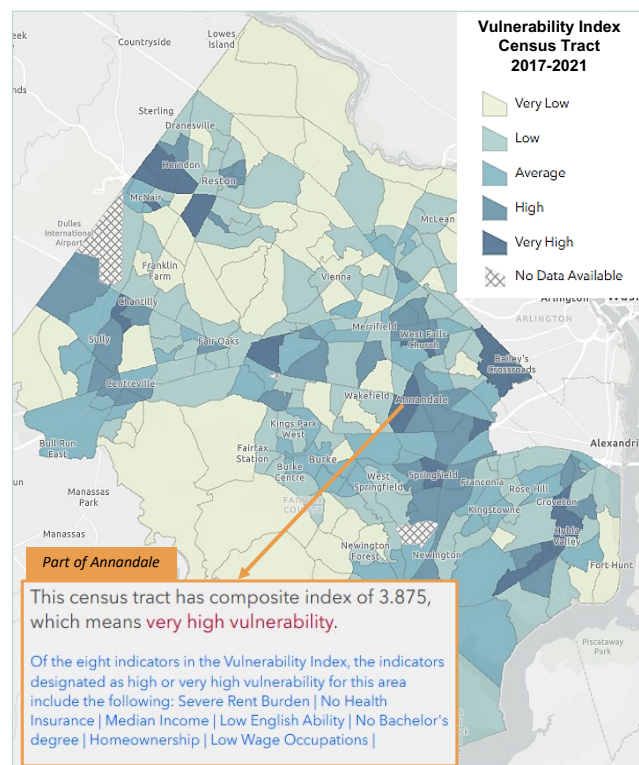 Vulnerability Index
Census Tract
2017-2021
Very Low
Low
Average
High
Very High
No Data Available
eek
Countryside
Lowes
Island
nds
Sterling
Dranesville
Herndon
Reston
McNair
McLean
Dulles
International
Airport
Vienna
Franklin
Farm
Chantilly
Arlington
ARLINGTON
Merrifield
West Falls
Church
Sully
Fair Oaks
Bailey's
Crossroads
Centreville
Wakefield
Annandale
Kings Park
West
Bull Run
East
Fairfax
Station
Burke
Burke
Centre
Alexandri
un
West
Springfield
Springfield
Franconia
Rose Hill
Groveton
Kingstowne
Manassas
Park
Manassas
Hybla
Valley
Newington
Forest
Newington
Fort Hunt
Piscataway
Park
Part of Annandale
This census tract has composite index of 3.875,
which means very high vulnerability.
Of the eight indicators in the Vulnerability Index, the indicators
designated as high or very high vulnerability for this area
include the following: Severe Rent Burden | No Health
Insurance | Median Income | Low English Ability | No Bachelor's
degree | Homeownership | Low Wage Occupations |